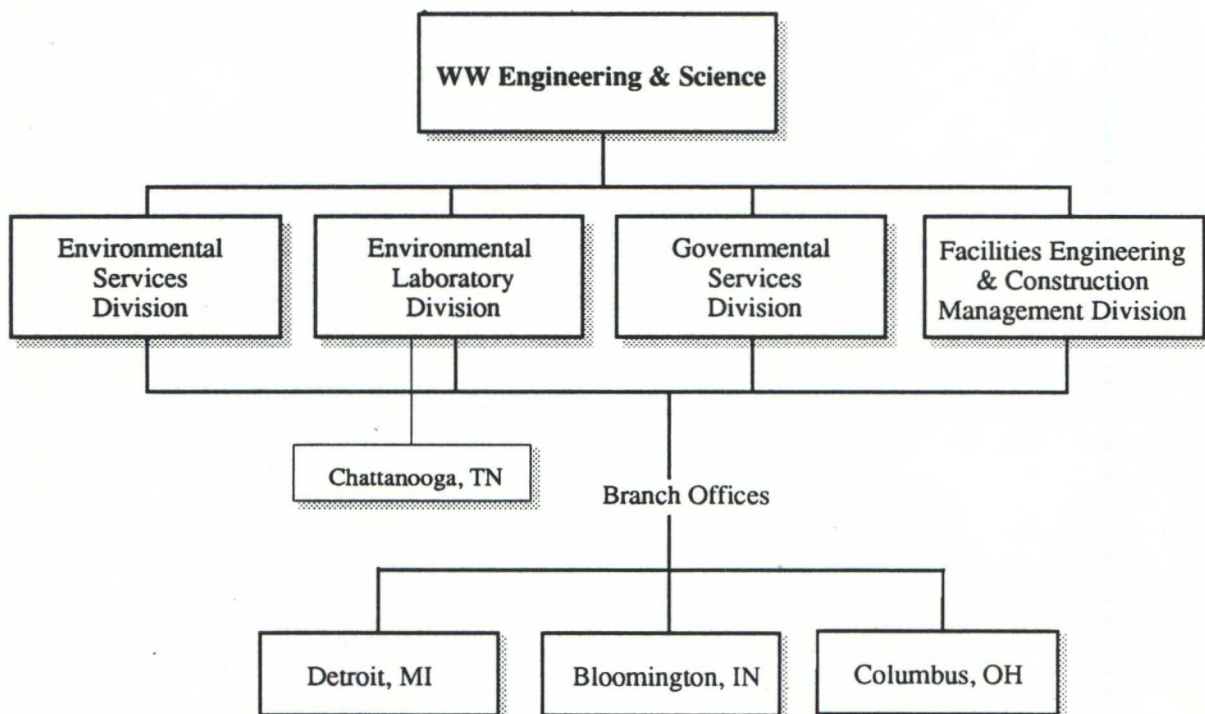 WW Engineering & Science
Environmental
Services
Division
Environmental
Laboratory
Division
Governmental
Services
Division
Facilities Engineering
& Construction
Management Division
Chattanooga, TN
Branch Offices
Detroit, MI
Bloomington, IN
Columbus, OH